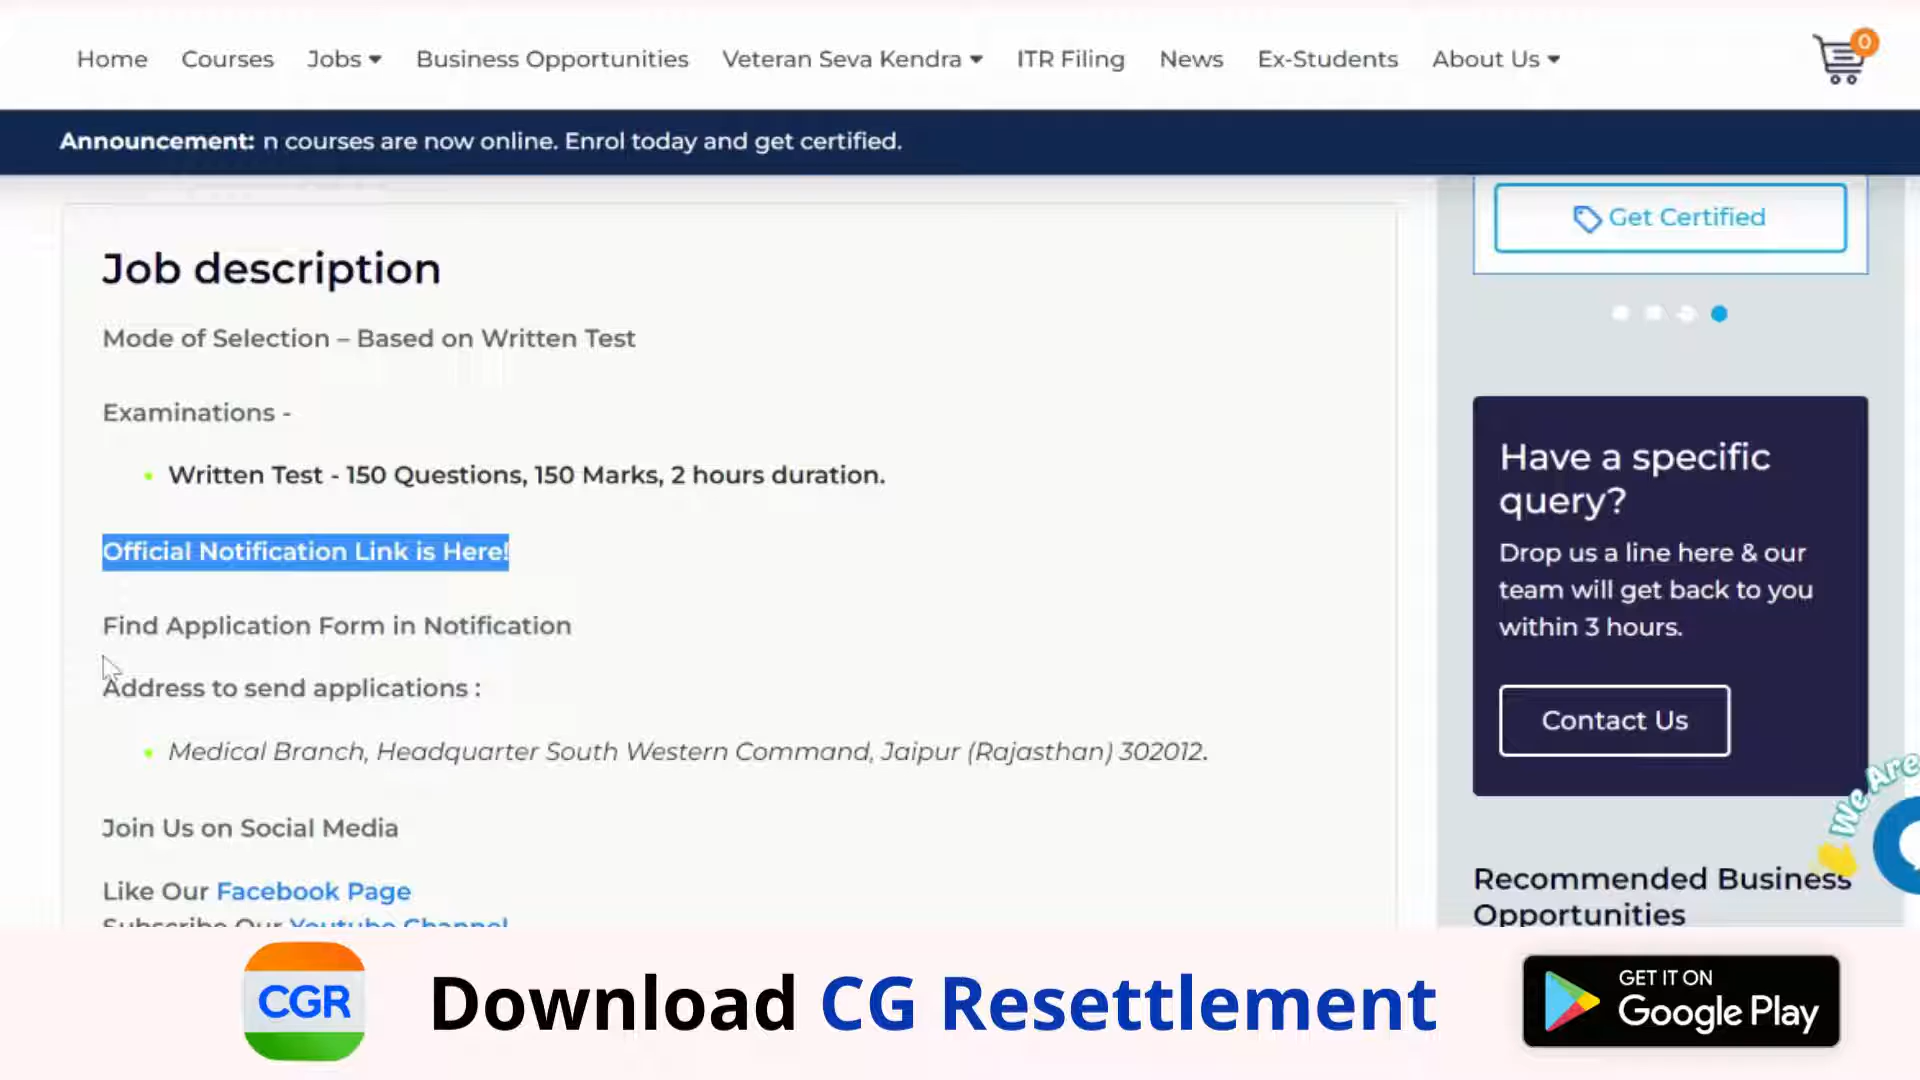 Home Courses Jobs Business Opportunities Veteran Seva Kendra ITR Filing News Ex-Students About Us 0
Announcement: n courses are now online. Enrol today and get certified.
Job description
Mode of Selection – Based on Written Test
Examinations -
Written Test - 150 Questions, 150 Marks, 2 hours duration.
Official Notification Link is Here!
Find Application Form in Notification
Address to send applications :
Medical Branch, Headquarter South Western Command, Jaipur (Rajasthan) 302012.
Join Us on Social Media
Like Our Facebook Page
Subscribe Our Youtube Channel
Get Certified
Have a specific
query?
Drop us a line here & our
team will get back to you
within 3 hours.
Contact Us
We Are
Recommended Business
Opportunities
CGR
Download CG Resettlement
GET IT ON
Google Play